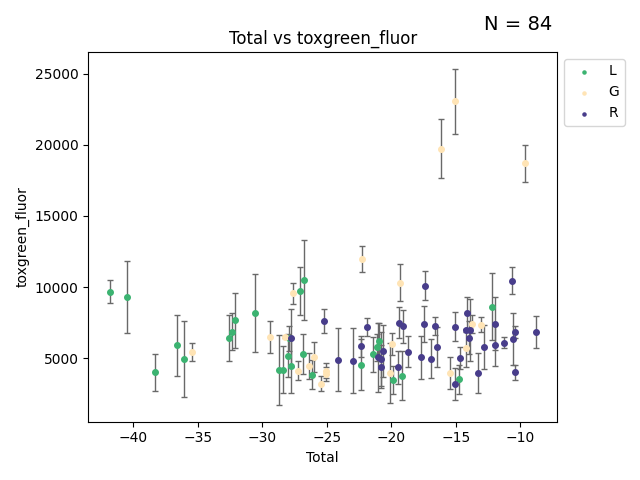 N = 84
Total vs toxgreen_fluor
L
G
R
25000
20000
15000
10000
5000
toxgreen_fluor
−40 −35 −30 −25 −20 −15 −10
Total